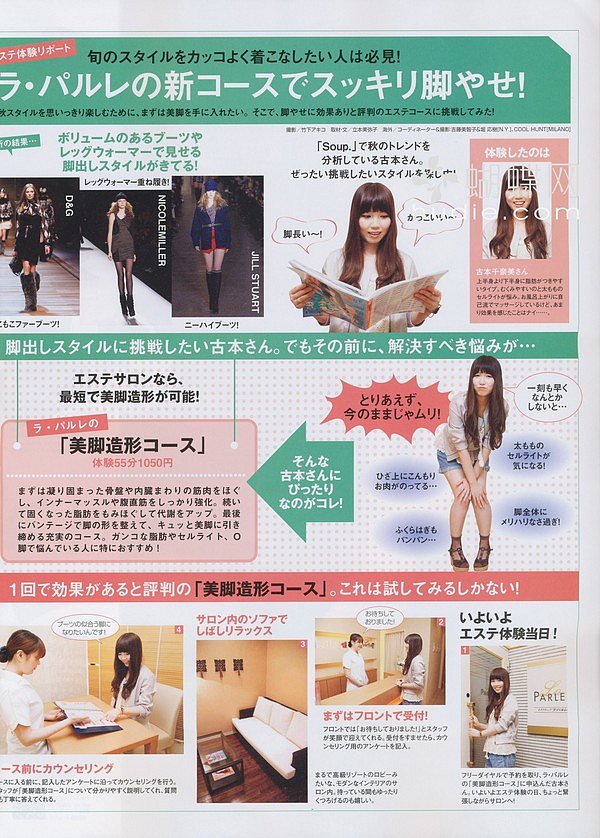 ステ体験リポート
旬のスタイルをカッコよく着こなしたい人は必見!
ラ・パルレの新コースでスッキリ脚やせ!
秋スタイルを思いっきり楽しむために、まずは美脚を手に入れたい。そこで、脚やせに効果ありと評判のエステコースに挑戦してみた!
撮影/竹下アキコ 取材・文/立本美弥子 海外/コーディネーター&撮影:吉藤美智子&堀 応樹[N.Y.]、COOL HUNT[MILANO]
析の結果…
ボリュームのあるブーツや
レッグウォーマーで見せる
脚出しスタイルがきてる!
レッグウォーマー重ね履き!
D&G
NICOLEMILLER
JILL STUART
こもこファーブーツ!
ニーハイブーツ!
「Soup.」で秋のトレンドを
分析している古本さん。
ぜったい挑戦したいスタイルを
脚長い〜!
かっこいい〜!
体験したのは
蝴蝶网
.com
古本千奈美さん
上半身より下半身に脂肪がつきやす
いタイプ。むくみやすいのと太ももの
セルライトが悩み。お風呂上がりに自
己流でマッサージしているけど、あま
り効果を感じたことはナイ……。
脚出しスタイルに挑戦したい古本さん。でもその前に、解決すべき悩みが…
エステサロンなら、
最短で美脚造形が可能!
ラ・パルレの
「美脚造形コース」
体験55分1050円
まずは凝り固まった骨盤や内臓まわりの筋肉をほぐ
し、インナーマッスルや腹直筋をしっかり強化。続い
て固くなった脂肪をもみほぐして代謝をアップ。最後
にバンテージで脚の形を整えて、キュッと美脚に引き
締める充実のコース。ガンコな脂肪やセルライト、O
脚で悩んでいる人に特におすすめ!
そんな
古本さんに
ぴったり
なのがコレ!
とりあえず、
今のままじゃムリ!
一刻も早く
なんとか
しないと…
太ももの
セルライトが
気になる!
ひざ上にこんもり
お肉がのってる…
脚全体に
メリハリなさ過ぎ!
ふくらはぎも
パンパン…
1回で効果があると評判の「美脚造形コース」。これは試してみるしかない!
いよいよ
エステ体験当日!
1
PARLE
フリーダイヤルで予約を取り、ラ・パルレ
の「美脚造形コース」に申込んだ古本さ
ん。いよいよエステ体験の日、ちょっと緊
張しながらサロンへ!
2
お待ちして
おりました!
まずはフロントで受付!
フロントでは「お待ちしておりました!」とスタッフ
が笑顔で迎えてくれる。受付をすませたら、カウン
セリング用のアンケートを記入。
サロン内のソファで
しばしリラックス
3
まるで高級リゾートのロビーみ
たいな、モダンなインテリアのサ
ロン内。待っている間もゆったり
くつろげるのも嬉しい。
4
ブーツの似合う脚に
なりたいんです!
ース前にカウンセリング
ースに入る前に、記入したアンケートに沿ってカウンセリングを行う。
タッフが「美脚造形コース」について分かりやすく説明してくれ、質問
も丁寧に答えてくれる。